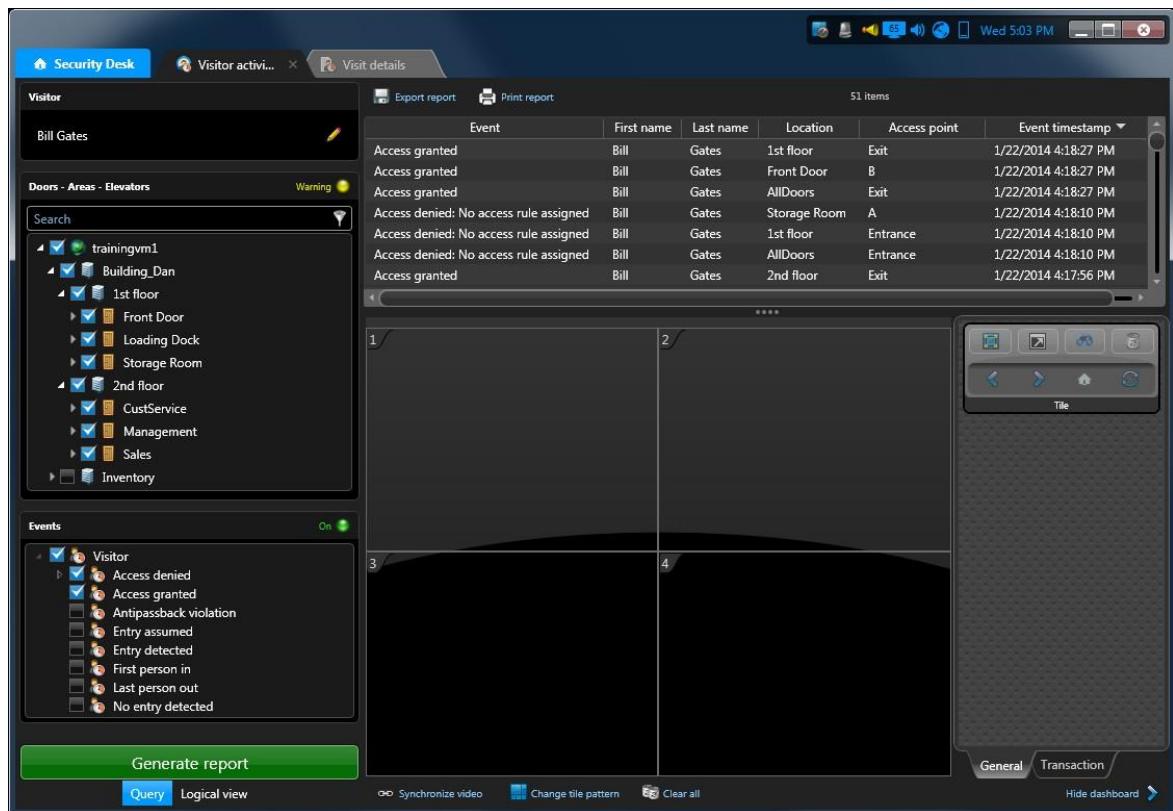 65 Wed 5:03 PM
Security Desk Visitor activi... Visit details
Visitor
Bill Gates
Doors - Areas - Elevators Warning
Search
trainingvm1
Building_Dan
1st floor
Front Door
Loading Dock
Storage Room
2nd floor
CustService
Management
Sales
Inventory
Events On
Visitor
Access denied
Access granted
Antipassback violation
Entry assumed
Entry detected
First person in
Last person out
No entry detected
Generate report
Query Logical view
Export report Print report 51 items
Event First name Last name Location Access point Event timestamp
Access granted Bill Gates 1st floor Exit 1/22/2014 4:18:27 PM
Access granted Bill Gates Front Door B 1/22/2014 4:18:27 PM
Access granted Bill Gates AllDoors Exit 1/22/2014 4:18:27 PM
Access denied: No access rule assigned Bill Gates Storage Room A 1/22/2014 4:18:10 PM
Access denied: No access rule assigned Bill Gates 1st floor Entrance 1/22/2014 4:18:10 PM
Access denied: No access rule assigned Bill Gates AllDoors Entrance 1/22/2014 4:18:10 PM
Access granted Bill Gates 2nd floor Exit 1/22/2014 4:17:56 PM
1 2
3 4
Tile
General Transaction
Synchronize video Change tile pattern Clear all Hide dashboard